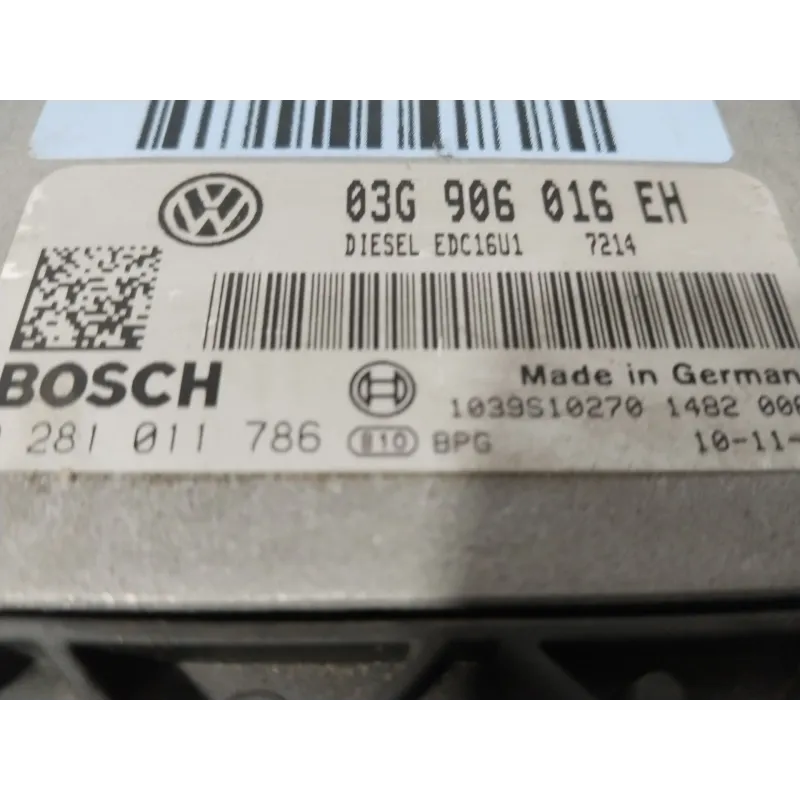 03G 906 016 EH
DIESEL EDC16U1 7214
BOSCH
Made in German
281 011 786
1039S10270 1482
10 BPG
10-11-